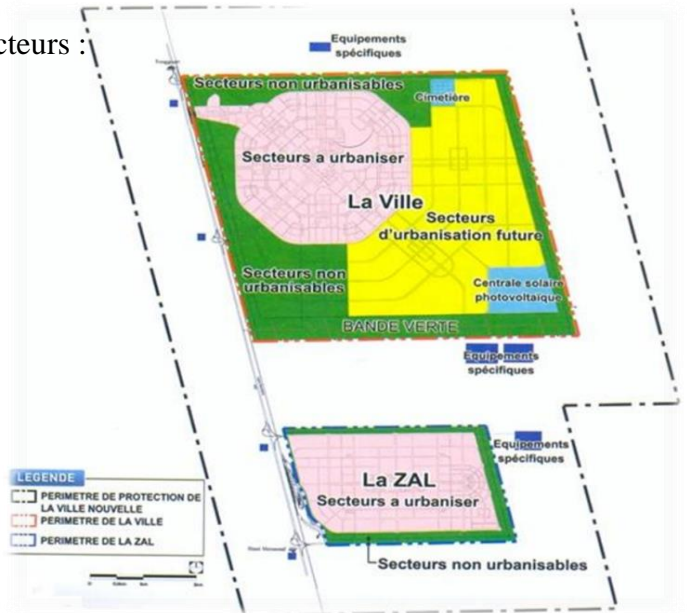 cteurs :
Equipements
spécifiques
Secteurs non urbanisables
Cimetière
Secteurs a urbaniser
La Ville
Secteurs
d'urbanisation future
Secteurs non
urbanisables
Centrale solaire
photovoltaique
BANDE VERTE
Equipements
spécifiques
La ZAL
Secteurs a urbaniser
Equipements
spécifiques
Secteurs non urbanisables
LEGENDE
PERIMETRE DE PROTECTION DE
LA VILLE NOUVELLE
PERIMETRE DE LA VILLE
PERIMETRE DE LA ZAL